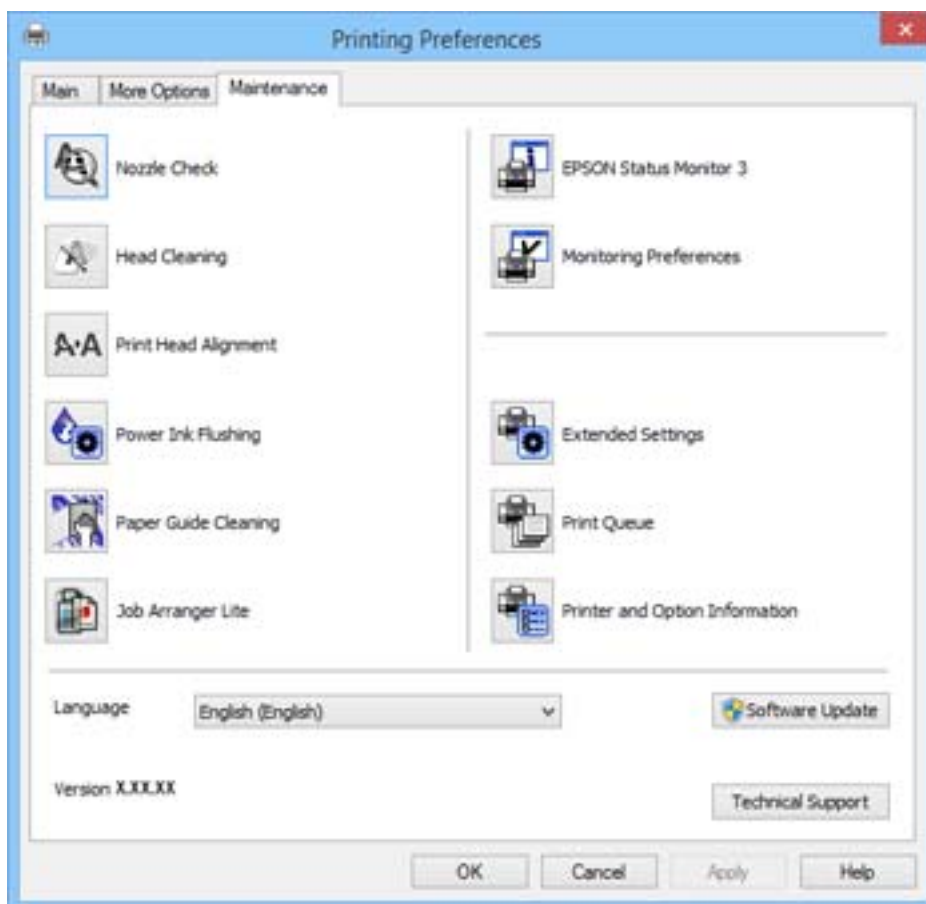 Printing Preferences
Main
More Options
Maintenance
Nozzle Check
Head Cleaning
A·A
Print Head Alignment
Power Ink Flushing
Paper Guide Cleaning
Job Arranger Lite
EPSON Status Monitor 3
Monitoring Preferences
Extended Settings
Print Queue
Printer and Option Information
Language
English (English)
Software Update
Version X.XX.XX
Technical Support
OK
Cancel
Apply
Help